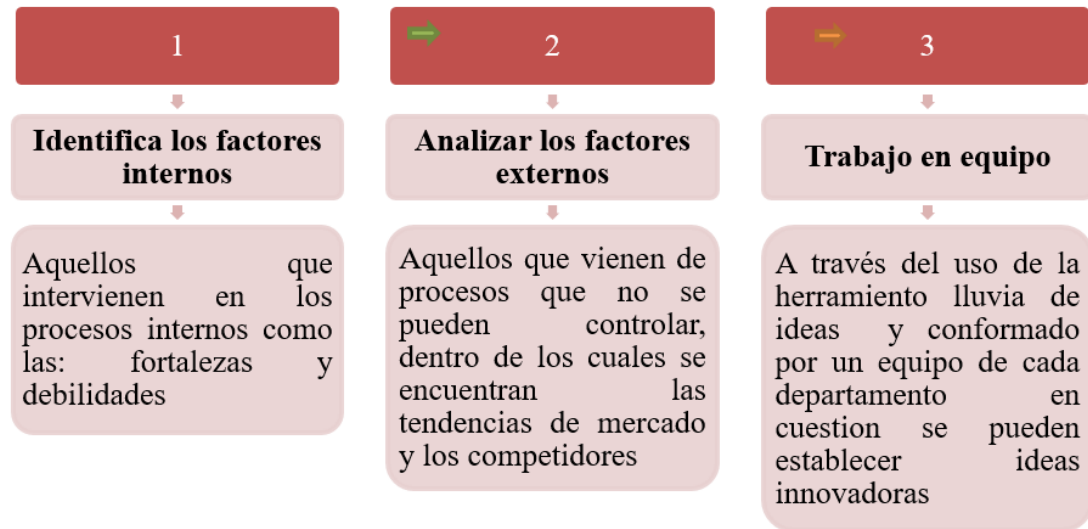 1
Identifica los factores
internos
Aquellos que
intervienen en los
procesos internos como
las: fortalezas y
debilidades
2
Analizar los factores
externos
Aquellos que vienen de
procesos que no se
pueden controlar,
dentro de los cuales se
encuentran las
tendencias de mercado
y los competidores
3
Trabajo en equipo
A través del uso de la
herramiento lluvia de
ideas y conformado
por un equipo de cada
departamento en
cuestion se pueden
establecer ideas
innovadoras